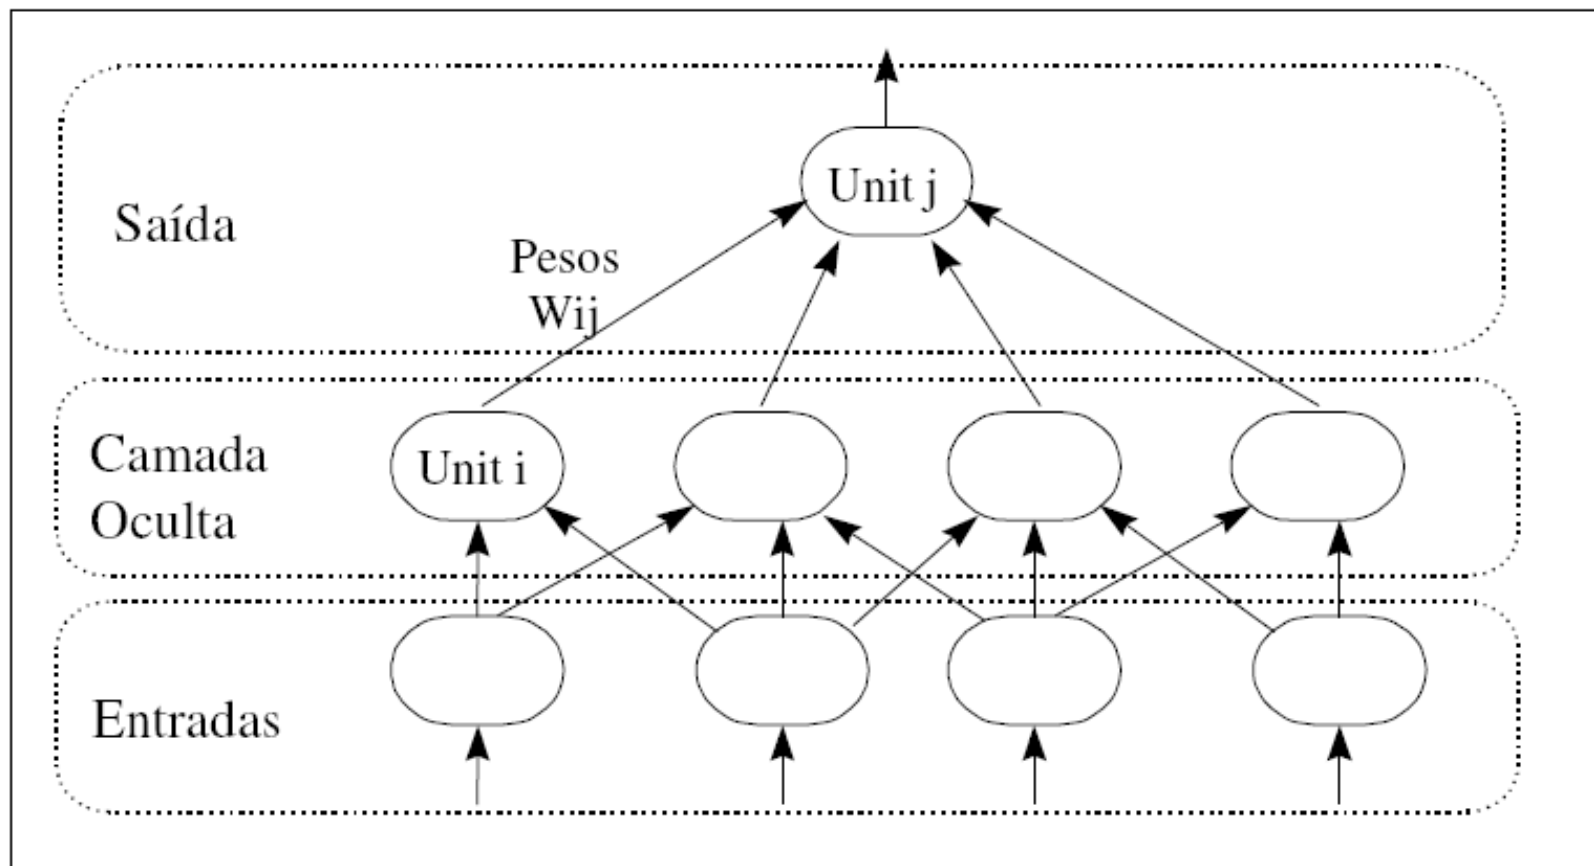 Unit j
Saída
Pesos
Wij
Camada
Oculta
Unit i
Entradas